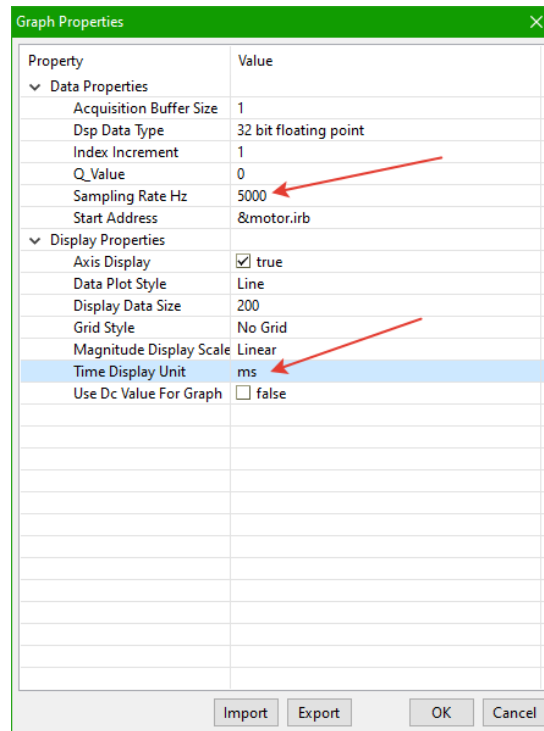 Graph Properties
Property Value
Data Properties
Acquisition Buffer Size 1
Dsp Data Type 32 bit floating point
Index Increment 1
Q_Value 0
Sampling Rate Hz 5000
Start Address &motor.irb
Display Properties
Axis Display true
Data Plot Style Line
Display Data Size 200
Grid Style No Grid
Magnitude Display Scale Linear
Time Display Unit ms
Use Dc Value For Graph false
Import Export OK Cancel